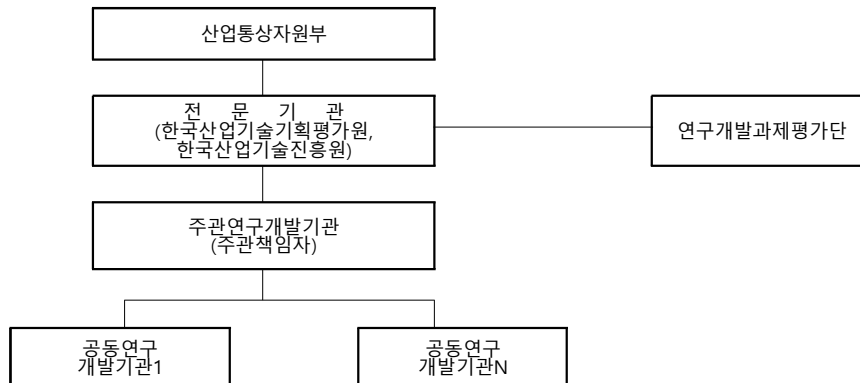 산업통상자원부
전 문 기 관
(한국산업기술기획평가원,
한국산업기술진흥원)
연구개발과제평가단
주관연구개발기관
(주관책임자)
공동연구
개발기관1
공동연구
개발기관N